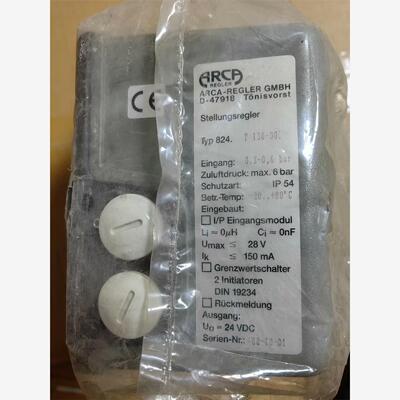 ARCA
REGLER
ARCA-REGLER GMBH
D-47918 Tönisvorst
CE
Stellungsregler
Typ 824.
Eingang: bar
Zuluftdruck: max. 6 bar
Schutzart: IP 54
Betr.-Temp: °C
Eingebaut:
I/P Eingangsmodul
Li ≈ 0µH Ci ≈ 0nF
Umax ≤ 28 V
Ik ≤ 150 mA
Grenzwertschalter
2 Initiatoren
DIN 19234
Rückmeldung
Ausgang:
U₀ = 24 VDC
Serien-Nr.: